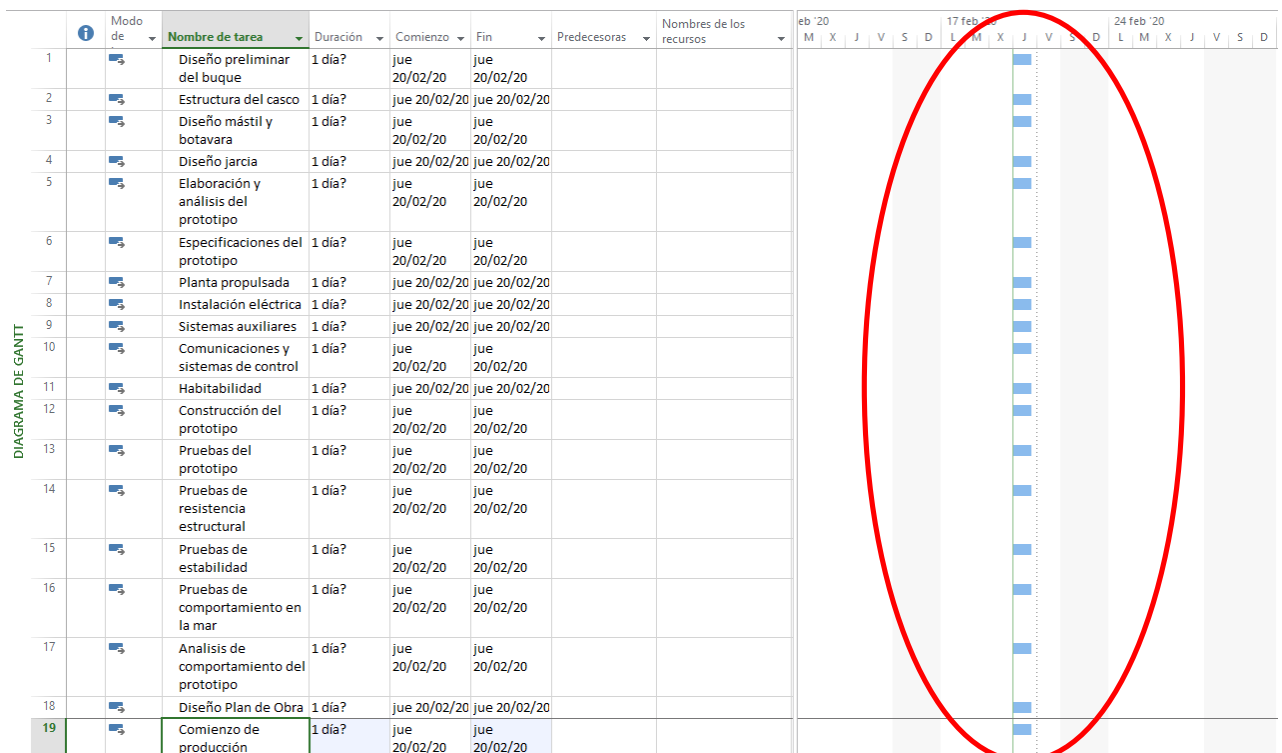 Modo de
Nombre de tarea
Duración
Comienzo
Fin
Predecesoras
Nombres de los
recursos
eb '20
17 feb '20
24 feb '20
M X J V S D L M X J V S D L M X J V S D
DIAGRAMA DE GANTT
1 Diseño preliminar 1 día? jue jue
del buque 20/02/20 20/02/20
2 Estructura del casco 1 día? jue 20/02/20 jue 20/02/20
3 Diseño mástil y 1 día? jue jue
botavara 20/02/20 20/02/20
4 Diseño jarcia 1 día? jue 20/02/20 jue 20/02/20
5 Elaboración y 1 día? jue jue
análisis del 20/02/20 20/02/20
prototipo
6 Especificaciones del 1 día? jue jue
prototipo 20/02/20 20/02/20
7 Planta propulsada 1 día? jue 20/02/20 jue 20/02/20
8 Instalación eléctrica 1 día? jue 20/02/20 jue 20/02/20
9 Sistemas auxiliares 1 día? jue 20/02/20 jue 20/02/20
10 Comunicaciones y 1 día? jue jue
sistemas de control 20/02/20 20/02/20
11 Habitabilidad 1 día? jue 20/02/20 jue 20/02/20
12 Construcción del 1 día? jue jue
prototipo 20/02/20 20/02/20
13 Pruebas del 1 día? jue jue
prototipo 20/02/20 20/02/20
14 Pruebas de 1 día? jue jue
resistencia 20/02/20 20/02/20
estructural
15 Pruebas de 1 día? jue jue
estabilidad 20/02/20 20/02/20
16 Pruebas de 1 día? jue jue
comportamiento en 20/02/20 20/02/20
la mar
17 Analisis de 1 día? jue jue
comportamiento del 20/02/20 20/02/20
prototipo
18 Diseño Plan de Obra 1 día? jue 20/02/20 jue 20/02/20
19 Comienzo de 1 día? jue jue
producción 20/02/20 20/02/20